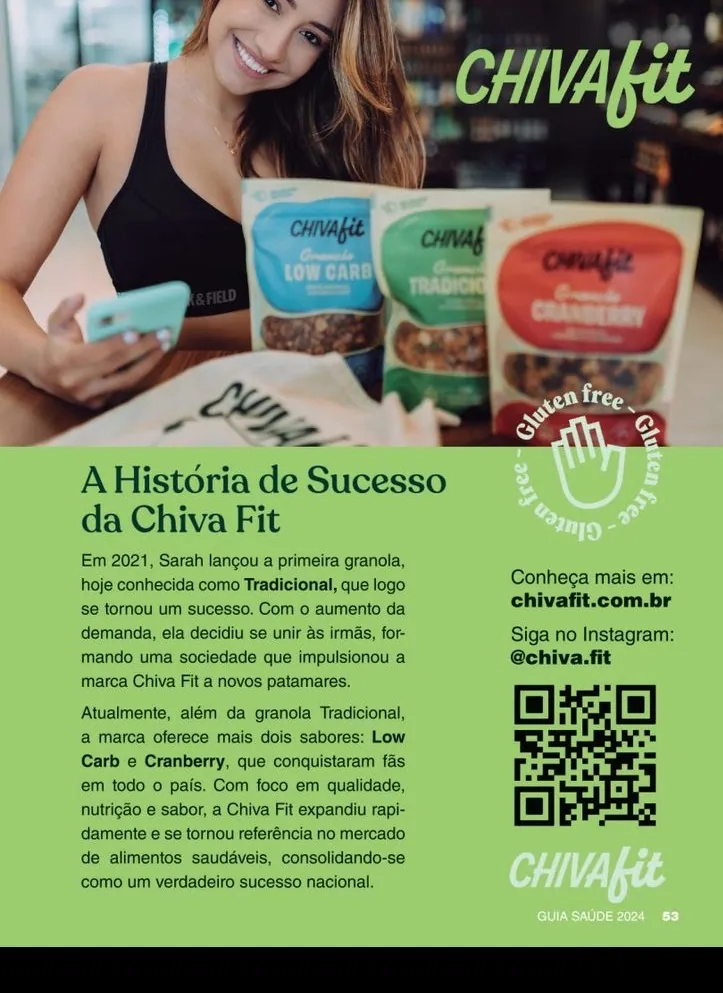 CHIVAfit
CHIVAfit
Granola
LOW CARB
CHIVAf
Granola
TRADICIO
CHIVAfit
Granola
CRANBERRY
K&FIELD
CHIVAf
Gluten free - Gluten free - Gluten free -
A História de Sucesso
da Chiva Fit
Em 2021, Sarah lançou a primeira granola,
hoje conhecida como Tradicional, que logo
se tornou um sucesso. Com o aumento da
demanda, ela decidiu se unir às irmãs, for-
mando uma sociedade que impulsionou a
marca Chiva Fit a novos patamares.
Atualmente, além da granola Tradicional,
a marca oferece mais dois sabores: Low
Carb e Cranberry, que conquistaram fãs
em todo o país. Com foco em qualidade,
nutrição e sabor, a Chiva Fit expandiu rapi-
damente e se tornou referência no mercado
de alimentos saudáveis, consolidando-se
como um verdadeiro sucesso nacional.
Conheça mais em:
chivafit.com.br
Siga no Instagram:
@chiva.fit
CHIVAfit
GUIA SAÚDE 2024 53